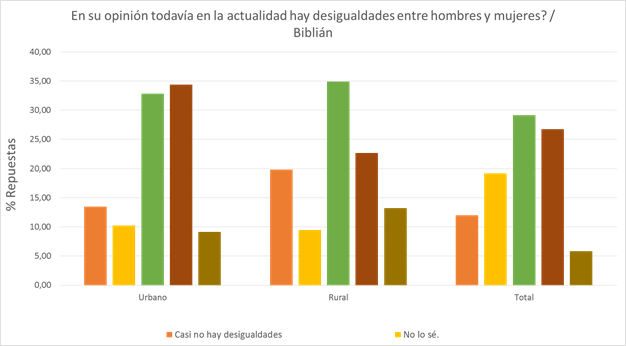 En su opinión todavía en la actualidad hay desigualdades entre hombres y mujeres? /
Biblián
% Repuestas
40,00
35,00
30,00
25,00
20,00
15,00
10,00
5,00
0,00
Urbano
Rural
Total
Casi no hay desigualdades
No lo sé.